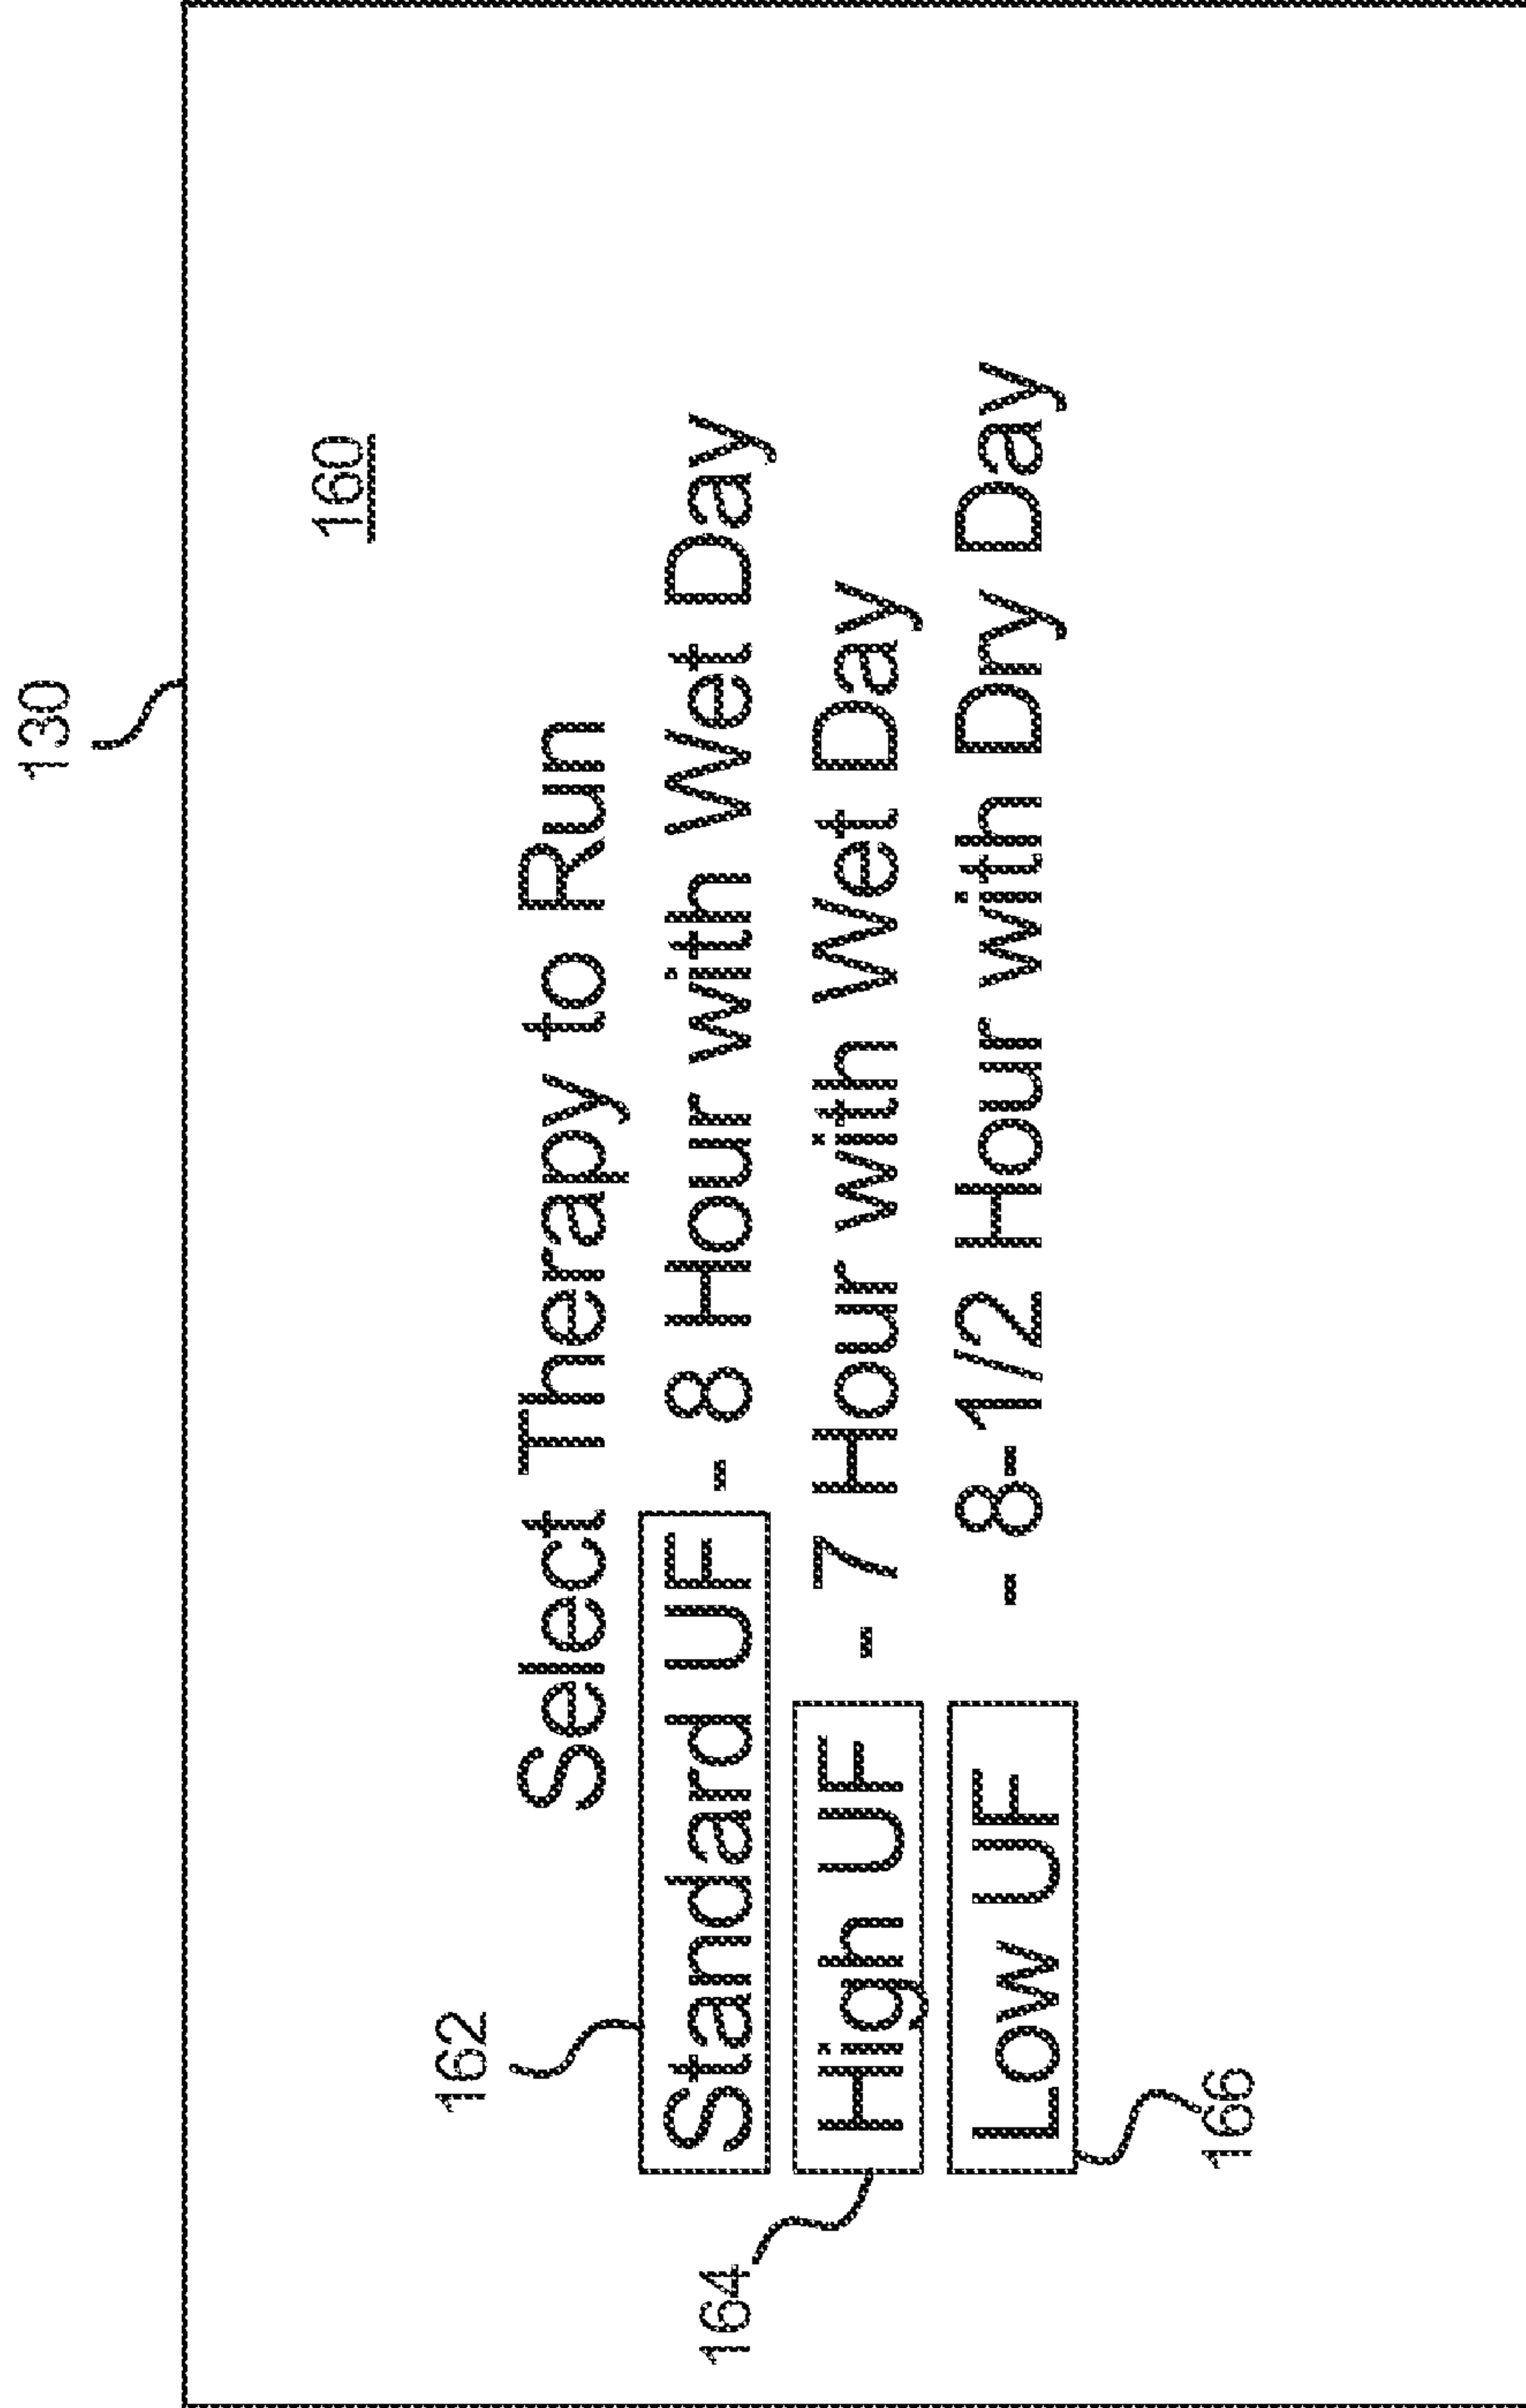 130
160
Select Therapy to Run
162
Standard UF - 8 Hour with Wet Day
164
High UF - 7 Hour with Wet Day
Low UF - 8-1/2 Hour with Dry Day
166